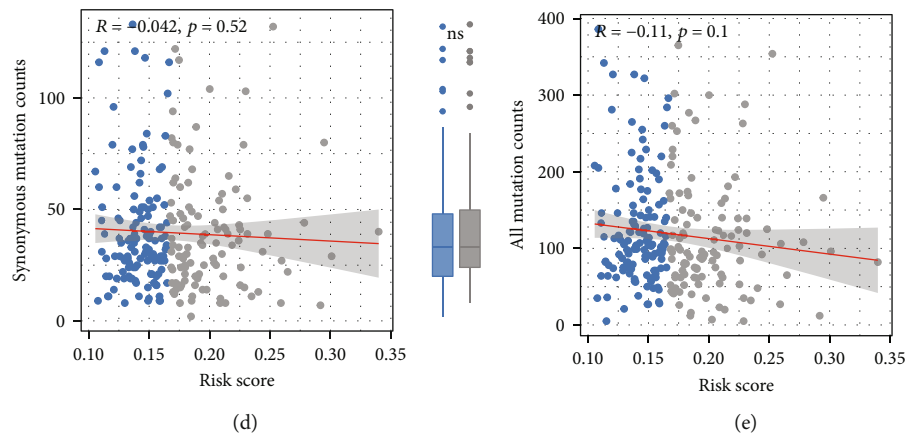 R = −0.042, p = 0.52
Synonymous mutation counts
100
50
0
0.10 0.15 0.20 0.25 0.30 0.35
Risk score
(d)
ns
R = −0.11, p = 0.1
All mutation counts
400
300
200
100
0
0.10 0.15 0.20 0.25 0.30 0.35
Risk score
(e)